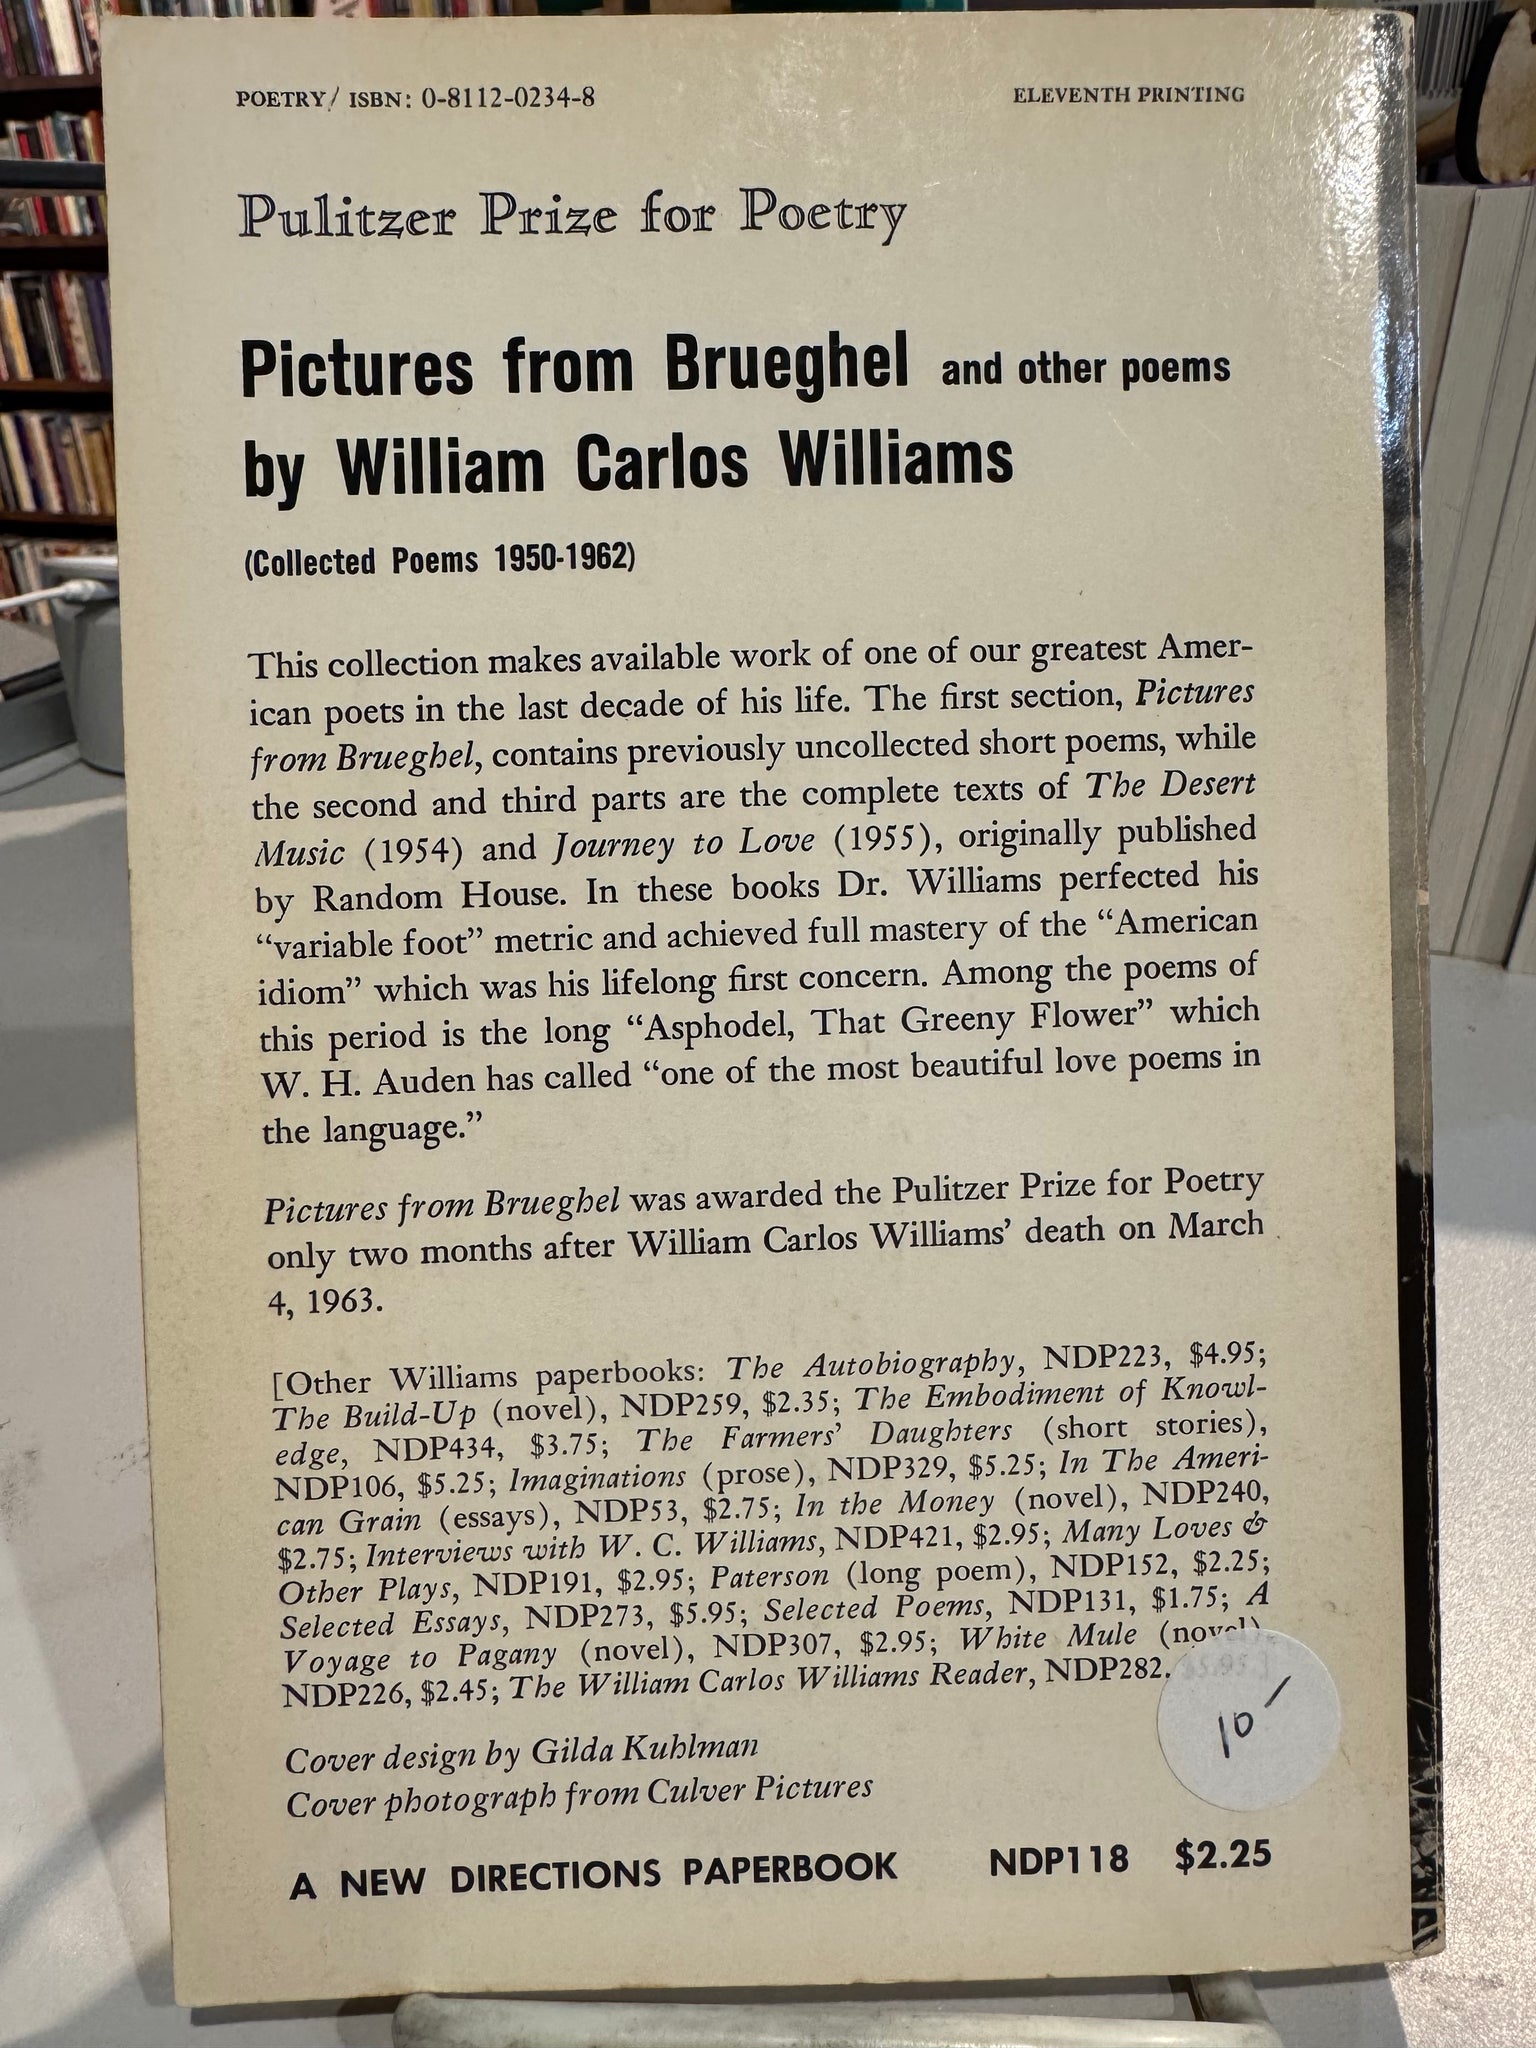 POETRY/ ISBN: 0-8112-0234-8 ELEVENTH PRINTING
Pulitzer Prize for Poetry
Pictures from Brueghel and other poems
by William Carlos Williams
(Collected Poems 1950-1962)
This collection makes available work of one of our greatest Amer-
ican poets in the last decade of his life. The first section, Pictures
from Brueghel, contains previously uncollected short poems, while
the second and third parts are the complete texts of The Desert
Music (1954) and Journey to Love (1955), originally published
by Random House. In these books Dr. Williams perfected his
“variable foot” metric and achieved full mastery of the “American
idiom” which was his lifelong first concern. Among the poems of
this period is the long “Asphodel, That Greeny Flower” which
W. H. Auden has called “one of the most beautiful love poems in
the language.”
Pictures from Brueghel was awarded the Pulitzer Prize for Poetry
only two months after William Carlos Williams’ death on March
4, 1963.
[Other Williams paperbooks: The Autobiography, NDP223, $4.95;
The Build-Up (novel), NDP259, $2.35; The Embodiment of Knowl-
edge, NDP434, $3.75; The Farmers’ Daughters (short stories),
NDP106, $5.25; Imaginations (prose), NDP329, $5.25; In The Ameri-
can Grain (essays), NDP53, $2.75; In the Money (novel), NDP240,
$2.75; Interviews with W. C. Williams, NDP421, $2.95; Many Loves &
Other Plays, NDP191, $2.95; Paterson (long poem), NDP152, $2.25;
Selected Essays, NDP273, $5.95; Selected Poems, NDP131, $1.75; A
Voyage to Pagany (novel), NDP307, $2.95; White Mule (novel),
NDP226, $2.45; The William Carlos Williams Reader, NDP282.
10-
Cover design by Gilda Kuhlman
Cover photograph from Culver Pictures
A NEW DIRECTIONS PAPERBOOK NDP118 $2.25